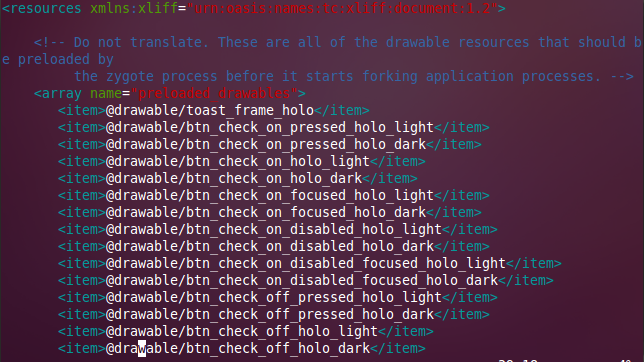 <resources xmlns:xliff="urn:oasis:names:tc:xliff:document:1.2">
<!-- Do not translate. These are all of the drawable resources that should b
e preloaded by
the zygote process before it starts forking application processes. -->
<array name="preloaded_drawables">
<item>@drawable/toast_frame_holo</item>
<item>@drawable/btn_check_on_pressed_holo_light</item>
<item>@drawable/btn_check_on_pressed_holo_dark</item>
<item>@drawable/btn_check_on_holo_light</item>
<item>@drawable/btn_check_on_holo_dark</item>
<item>@drawable/btn_check_on_focused_holo_light</item>
<item>@drawable/btn_check_on_focused_holo_dark</item>
<item>@drawable/btn_check_on_disabled_holo_light</item>
<item>@drawable/btn_check_on_disabled_holo_dark</item>
<item>@drawable/btn_check_on_disabled_focused_holo_light</item>
<item>@drawable/btn_check_on_disabled_focused_holo_dark</item>
<item>@drawable/btn_check_off_pressed_holo_light</item>
<item>@drawable/btn_check_off_pressed_holo_dark</item>
<item>@drawable/btn_check_off_holo_light</item>
<item>@drawable/btn_check_off_holo_dark</item>